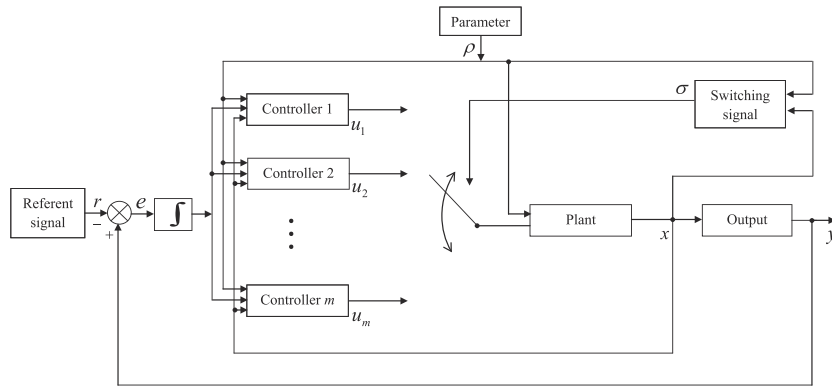 Parameter
ρ
Controller 1
u1
σ
Switching
signal
Controller 2
u2
Referent
signal
r
−
+
e
∫
Plant
x
Output
y
Controller m
um